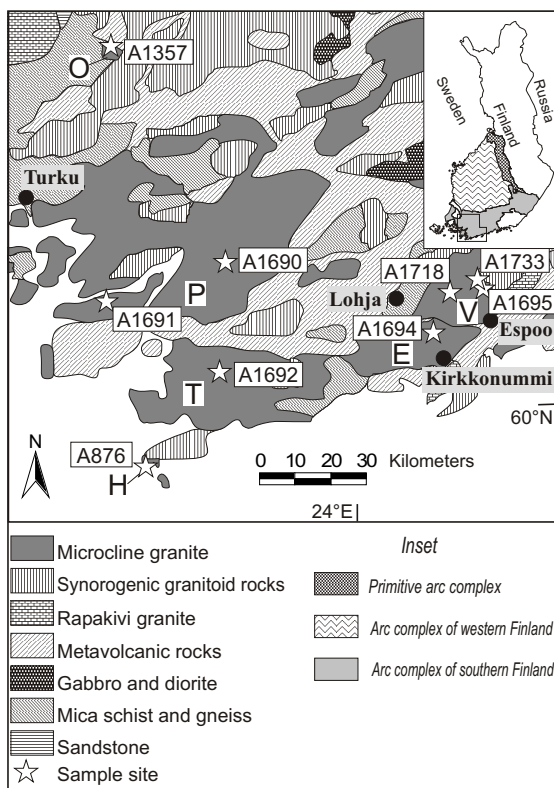 A1357
O
Sweden
Finland
Russia
Turku
A1690
A1718
A1733
P
Lohja
V
A1695
A1691
A1694
Espoo
E
Kirkkonummi
A1692
T
60°N
A876
N
H
0 10 20 30 Kilometers
24°E
Microcline granite
Synorogenic granitoid rocks
Rapakivi granite
Metavolcanic rocks
Gabbro and diorite
Mica schist and gneiss
Sandstone
Sample site
Inset
Primitive arc complex
Arc complex of western Finland
Arc complex of southern Finland